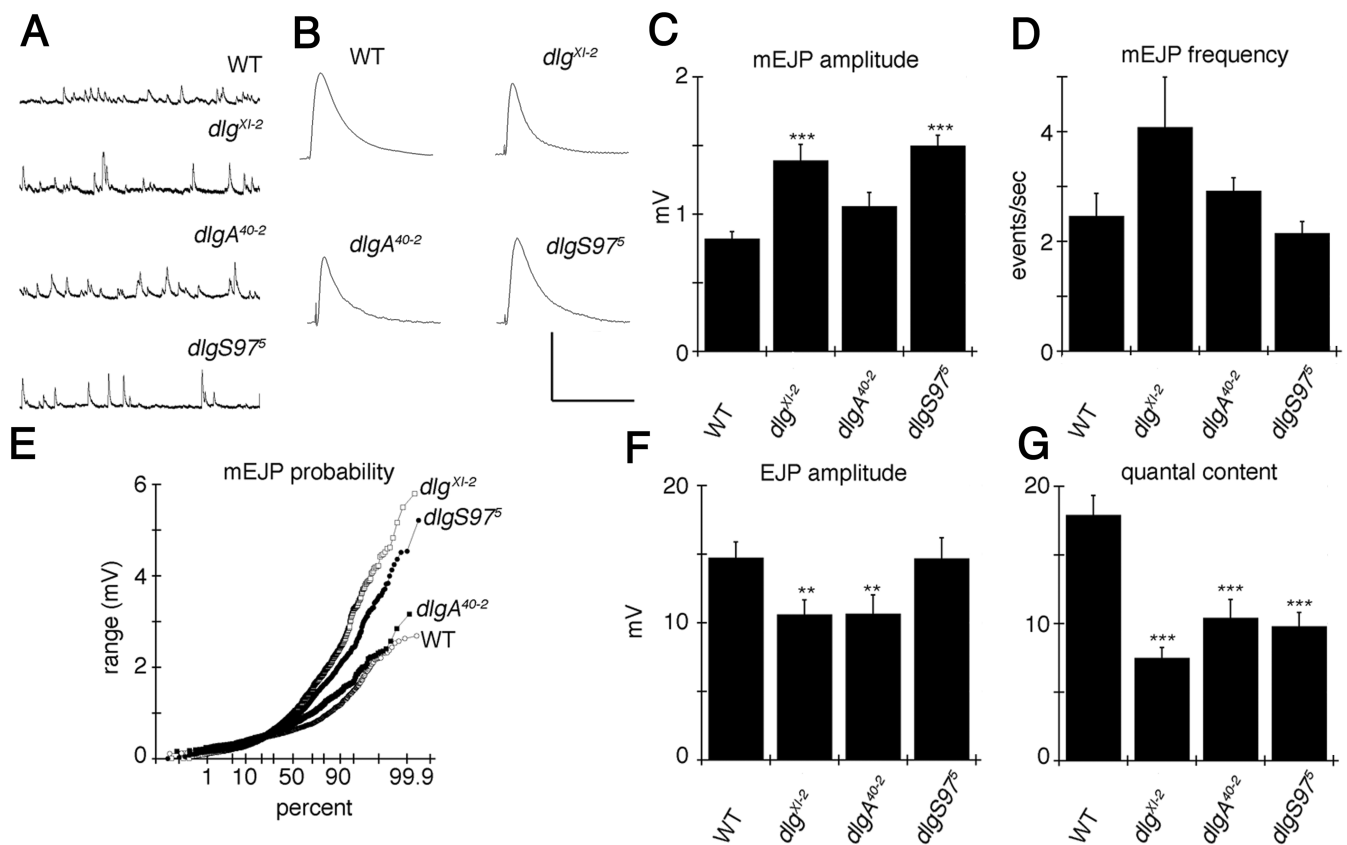 A
WT
dlgXI-2
dlgA40-2
dlgS975
B
WT
dlgXI-2
dlgA40-2
dlgS975
C
mEJP amplitude
2
1
0
mV
***
***
WT
dlgXI-2
dlgA40-2
dlgS975
D
mEJP frequency
4
2
0
events/sec
WT
dlgXI-2
dlgA40-2
dlgS975
E
mEJP probability
6
4
2
0
range (mV)
dlgXI-2
dlgS975
dlgA40-2
WT
1 10 50 90 99.9
percent
F
EJP amplitude
20
10
0
mV
**
**
WT
dlgXI-2
dlgA40-2
dlgS975
G
quantal content
20
10
0
***
***
***
WT
dlgXI-2
dlgA40-2
dlgS975